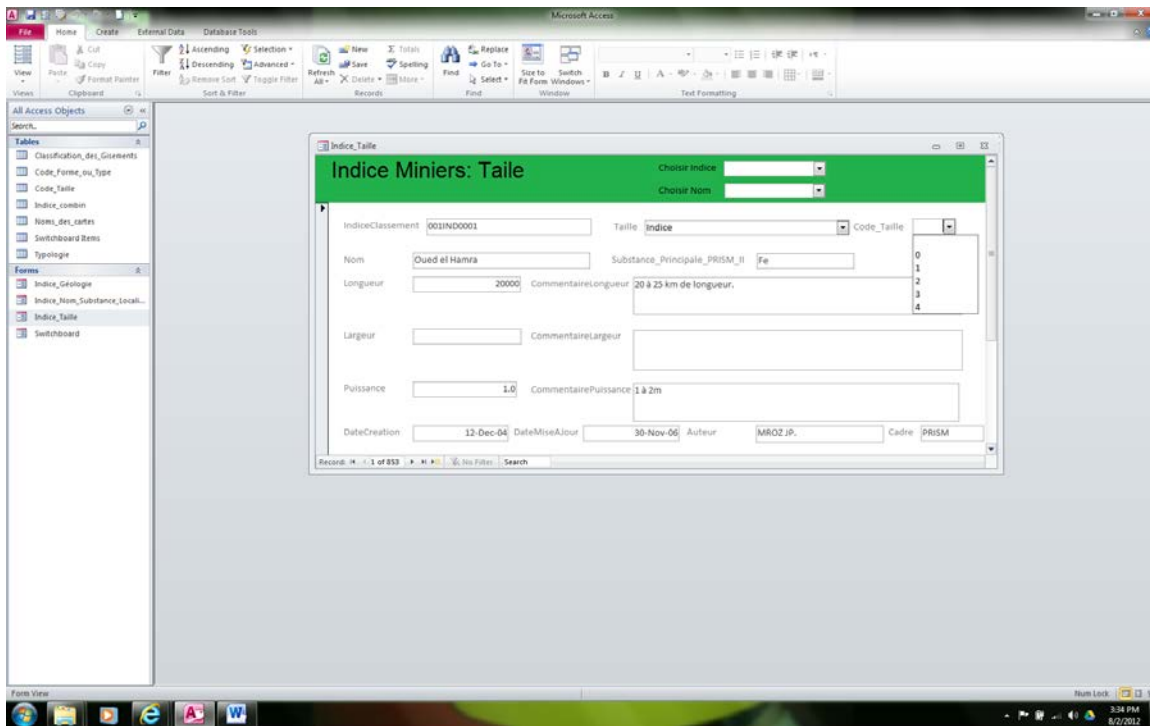 Microsoft Access
File Home Create External Data Database Tools
View
Views
Paste
Cut
Copy
Format Painter
Clipboard
Filter
Ascending
Descending
Remove Sort
Selection
Advanced
Toggle Filter
Sort & Filter
Refresh All
New
Save
Delete
Totals
Spelling
More
Records
Find
Replace
Go To
Select
Find
Size to Fit Form
Switch Windows
Window
B I U A
Text Formatting
All Access Objects
Search..
Tables
Classification_des_Gisements
Code_Forme_ou_Type
Code_Taille
Indice_combin
Noms_des_cartes
Switchboard Items
Typologie
Forms
Indice_Géologie
Indice_Nom_Substance_Locali...
Indice_Taille
Switchboard
Indice_Taille
Indice Miniers: Taile
Choisir Indice
Choisir Nom
IndiceClassement 001IND0001 Taille Indice Code_Taille
0
1
2
3
4
Nom Oued el Hamra Substance_Principale_PRISM_II Fe
Longueur 20000 CommentaireLongueur 20 à 25 km de longueur.
Largeur CommentaireLargeur
Puissance 1.0 CommentairePuissance 1 à 2m
DateCreation 12-Dec-04 DateMiseAJour 30-Nov-06 Auteur MROZ JP. Cadre PRISM
Record: 1 of 853 No Filter Search
Form View Num Lock
3:34 PM
8/2/2012